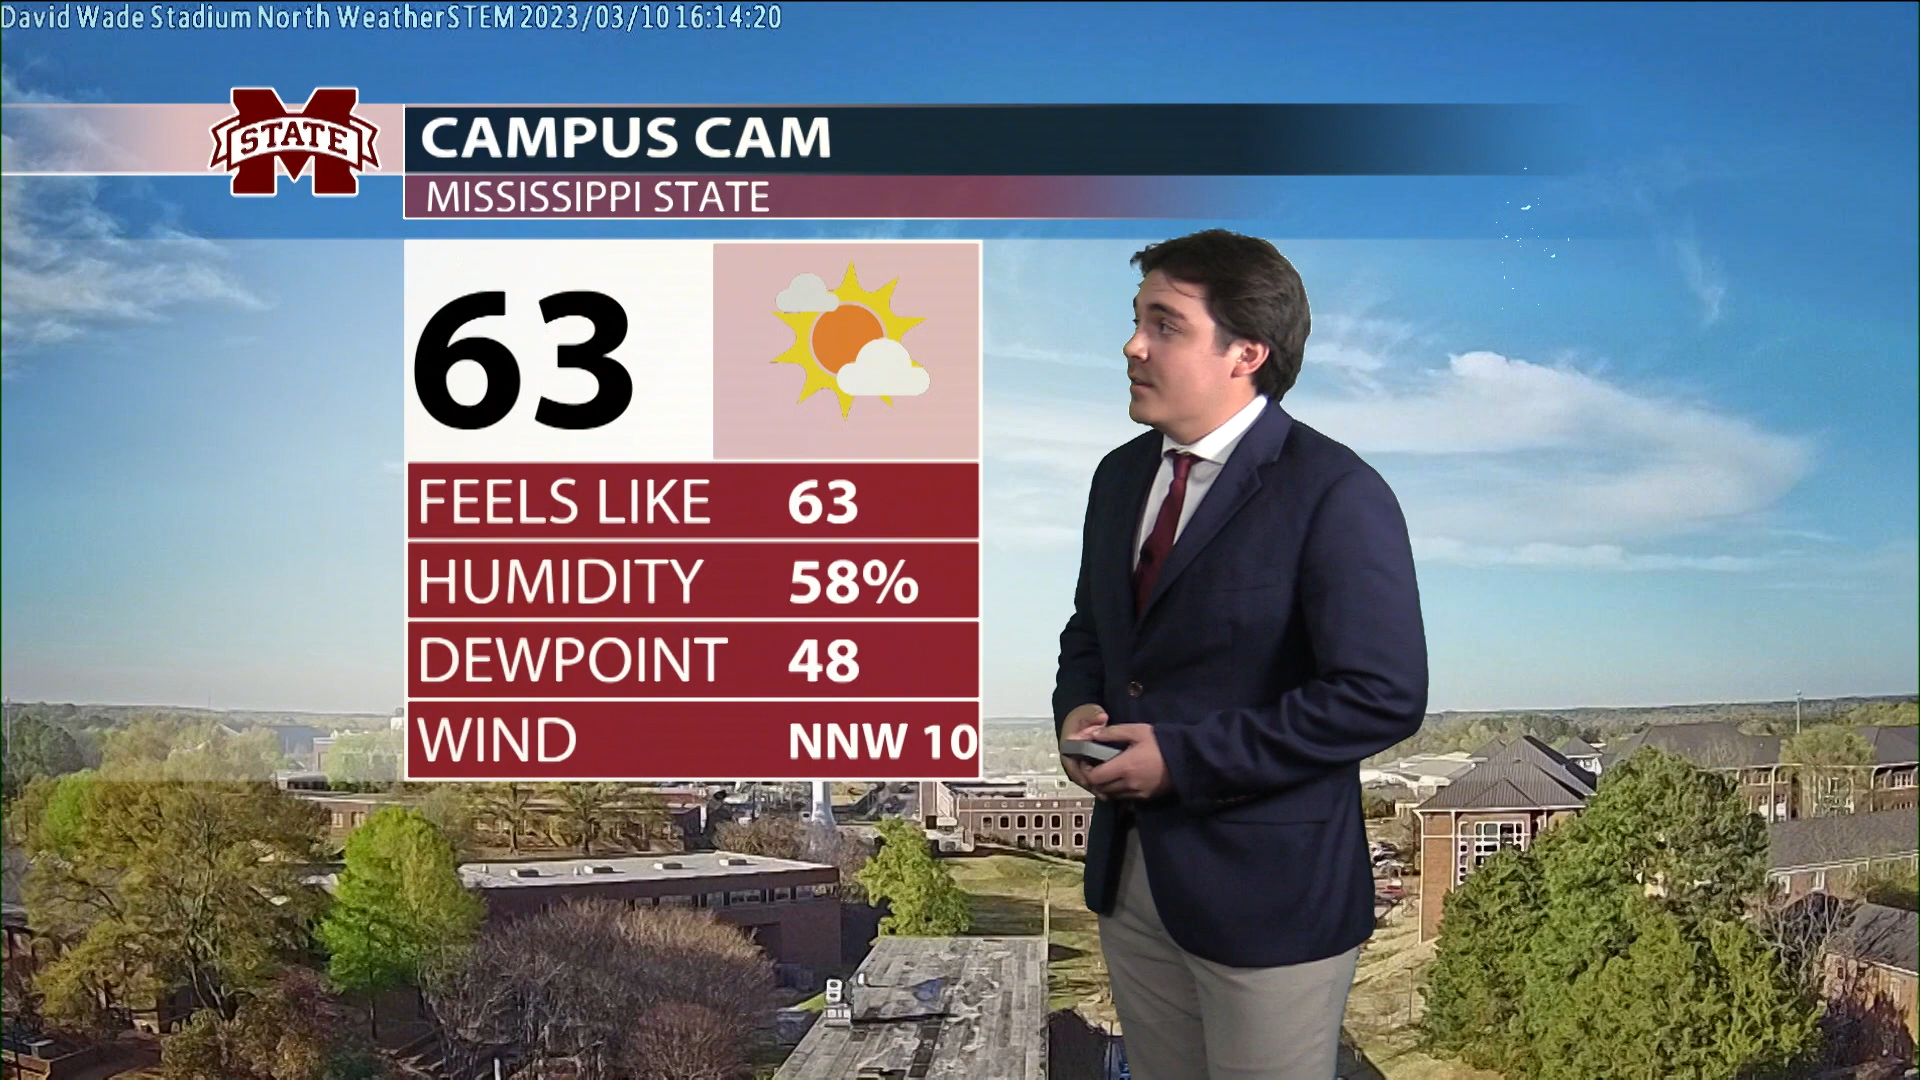 David Wade Stadium North WeatherSTEM 2023/03/10 16:14:20
STATE
CAMPUS CAM
MISSISSIPPI STATE
63
FEELS LIKE 63
HUMIDITY 58%
DEWPOINT 48
WIND NNW 10